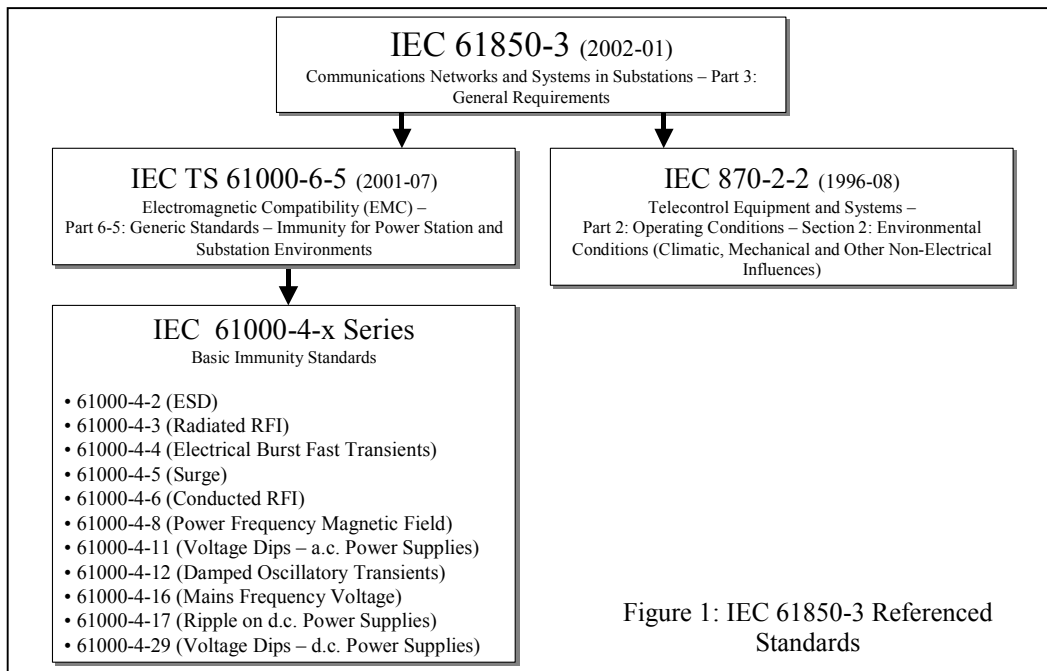 IEC 61850-3 (2002-01)
Communications Networks and Systems in Substations – Part 3:
General Requirements
IEC TS 61000-6-5 (2001-07)
Electromagnetic Compatibility (EMC) –
Part 6-5: Generic Standards – Immunity for Power Station and
Substation Environments
IEC 870-2-2 (1996-08)
Telecontrol Equipment and Systems –
Part 2: Operating Conditions – Section 2: Environmental
Conditions (Climatic, Mechanical and Other Non-Electrical
Influences)
IEC 61000-4-x Series
Basic Immunity Standards
• 61000-4-2 (ESD)
• 61000-4-3 (Radiated RFI)
• 61000-4-4 (Electrical Burst Fast Transients)
• 61000-4-5 (Surge)
• 61000-4-6 (Conducted RFI)
• 61000-4-8 (Power Frequency Magnetic Field)
• 61000-4-11 (Voltage Dips – a.c. Power Supplies)
• 61000-4-12 (Damped Oscillatory Transients)
• 61000-4-16 (Mains Frequency Voltage)
• 61000-4-17 (Ripple on d.c. Power Supplies)
• 61000-4-29 (Voltage Dips – d.c. Power Supplies)
Figure 1: IEC 61850-3 Referenced
Standards